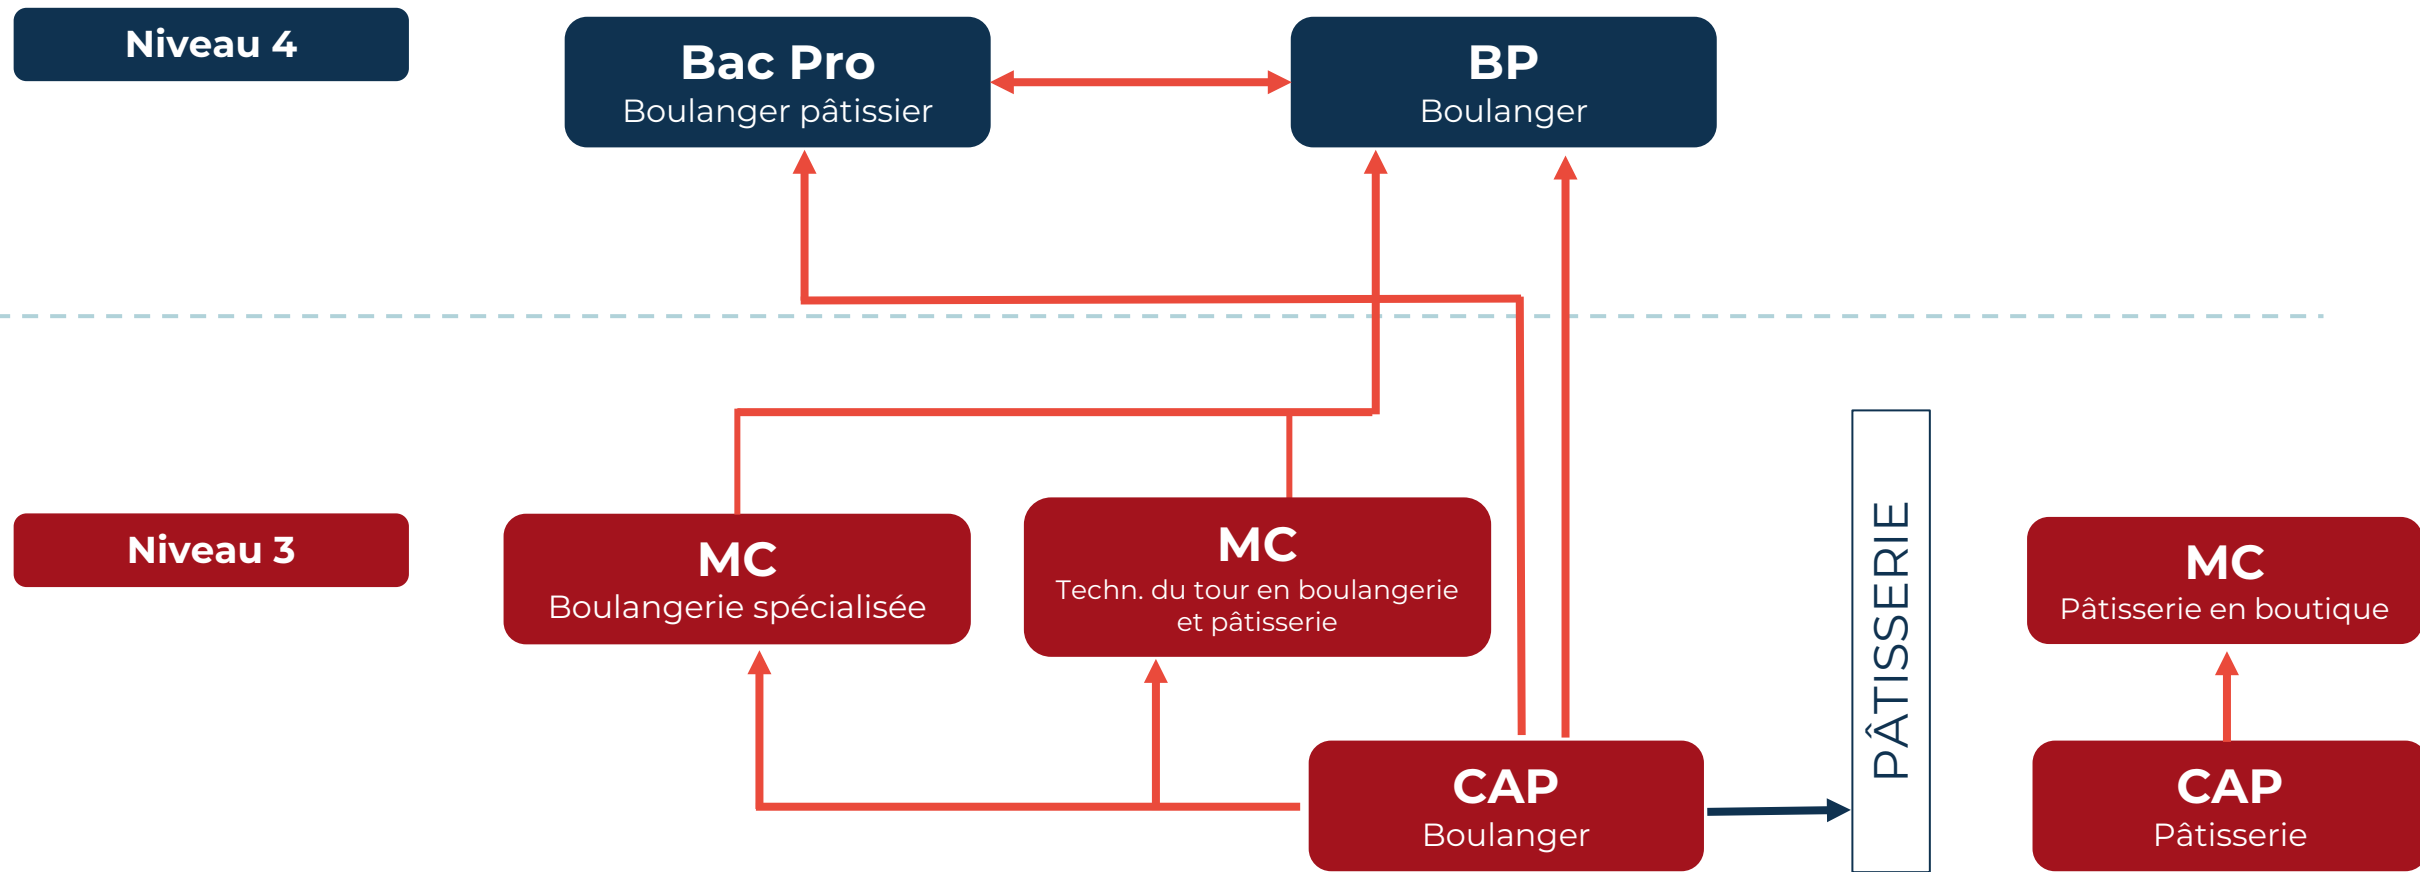 Niveau 4
Bac Pro
Boulanger pâtissier
BP
Boulanger
Niveau 3
MC
Boulangerie spécialisée
MC
Techn. du tour en boulangerie
et pâtisserie
PÂTISSERIE
MC
Pâtisserie en boutique
CAP
Boulanger
CAP
Pâtisserie